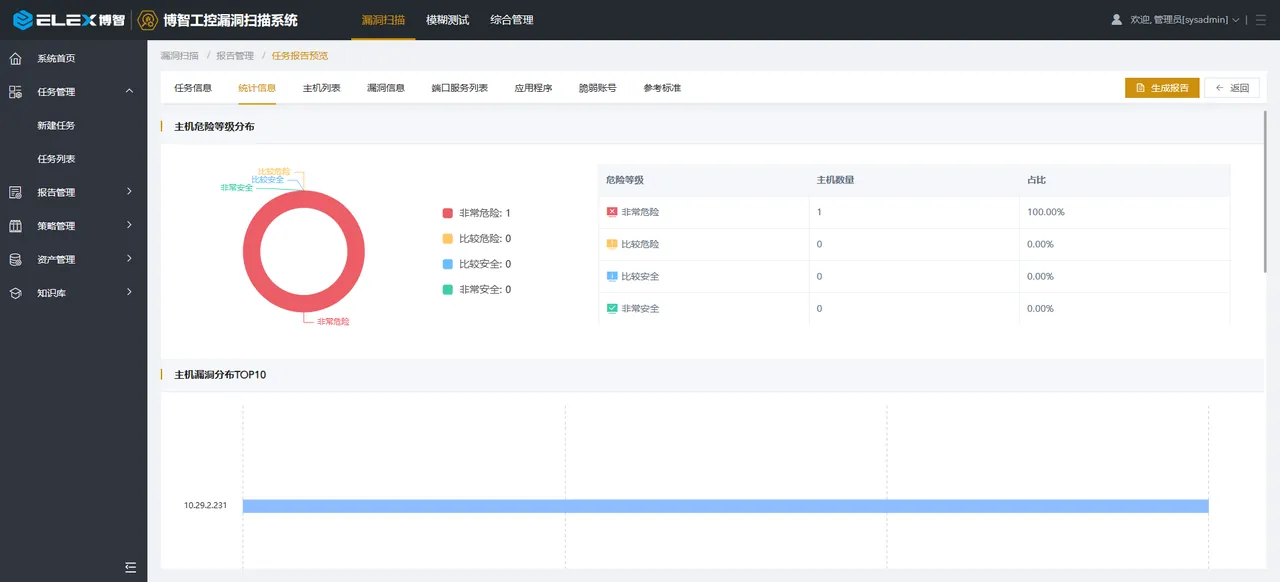 ELEX博智 博智工控漏洞扫描系统 漏洞扫描 模糊测试 综合管理 欢迎, 管理员[sysadmin]
系统首页
任务管理
新建任务
任务列表
报告管理
策略管理
资产管理
知识库
漏洞扫描 / 报告管理 / 任务报告预览
任务信息 统计信息 主机列表 漏洞信息 端口服务列表 应用程序 脆弱账号 参考标准 生成报告 返回
主机危险等级分布
比较危险
比较安全
非常安全
非常危险
非常危险: 1
比较危险: 0
比较安全: 0
非常安全: 0
危险等级 主机数量 占比
非常危险 1 100.00%
比较危险 0 0.00%
比较安全 0 0.00%
非常安全 0 0.00%
主机漏洞分布TOP10
10.29.2.231